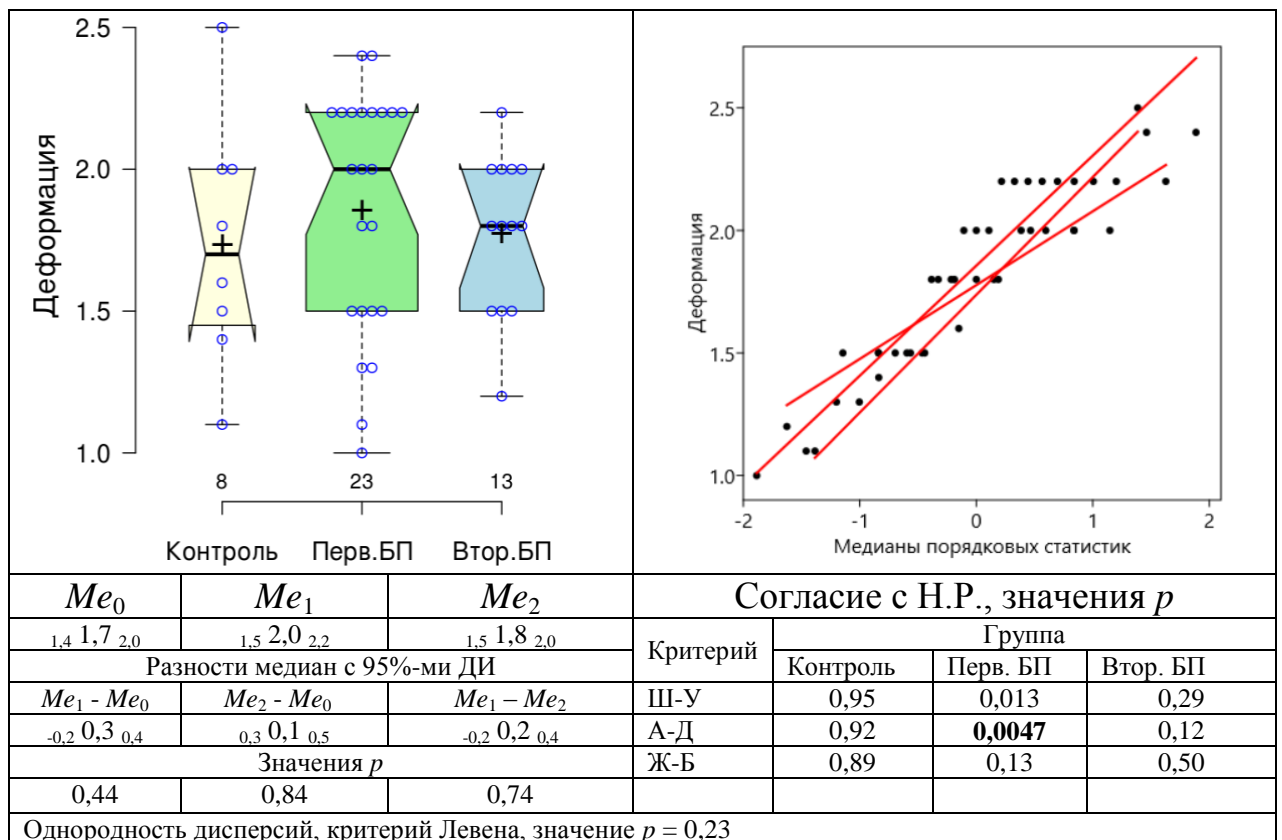 2.5
2.0
1.5
1.0
Деформация
8 23 13
Контроль Перв.БП Втор.БП
2.5
2.0
1.5
1.0
Деформация
-2 -1 0 1 2
Медианы порядковых статистик
Me0 Me1 Me2
1,4 1,7 2,0 1,5 2,0 2,2 1,5 1,8 2,0
Разности медиан с 95%-ми ДИ
Me1 - Me0 Me2 - Me0 Me1 – Me2
-0,2 0,3 0,4 0,3 0,1 0,5 -0,2 0,2 0,4
Значения p
0,44 0,84 0,74
Согласие с Н.Р., значения p
Критерий Группа
Контроль Перв. БП Втор. БП
Ш-У 0,95 0,013 0,29
А-Д 0,92 0,0047 0,12
Ж-Б 0,89 0,13 0,50
Однородность дисперсий, критерий Левена, значение p = 0,23